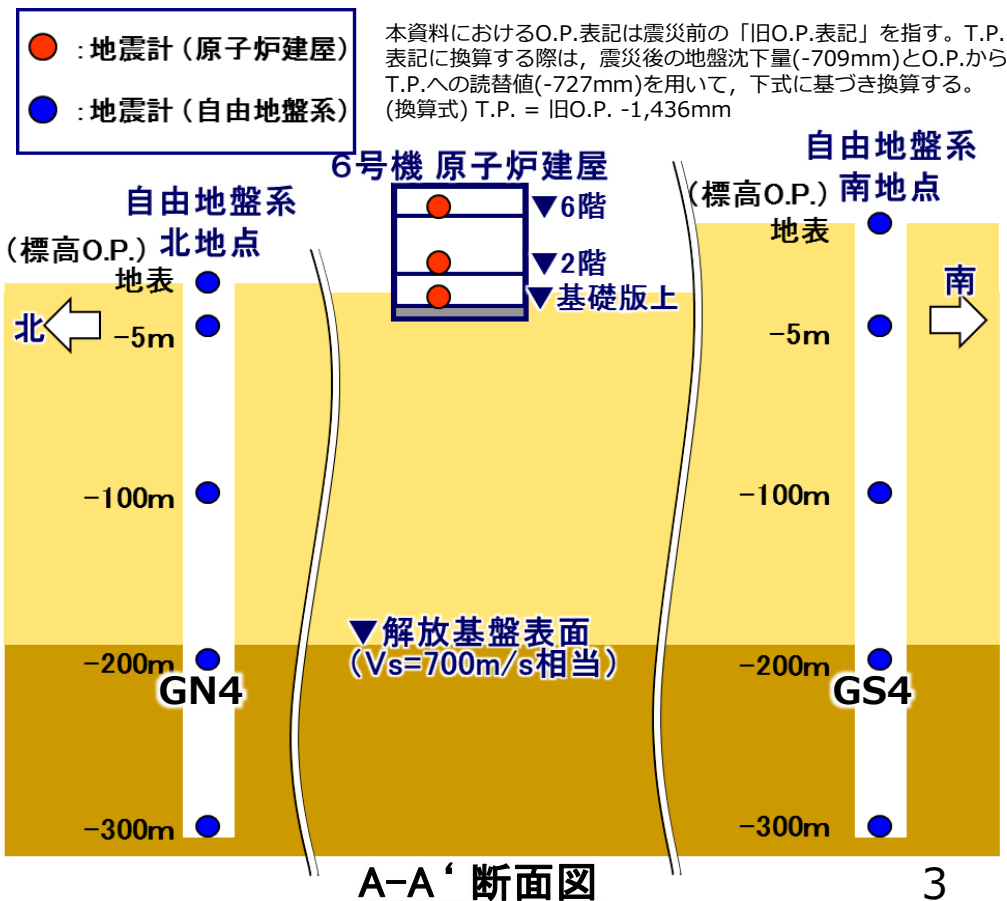 ：地震計（原子炉建屋）
：地震計（自由地盤系）
本資料におけるO.P.表記は震災前の「旧O.P.表記」を指す。T.P.
表記に換算する際は，震災後の地盤沈下量(-709mm)とO.P.から
T.P.への読替値(-727mm)を用いて，下式に基づき換算する。
(換算式) T.P. = 旧O.P. -1,436mm
6号機 原子炉建屋
▼6階
▼2階
▼基礎版上
自由地盤系
北地点
(標高O.P.)
地表
北
-5m
-100m
-200m
GN4
-300m
▼解放基盤表面
（Vs=700m/s相当）
自由地盤系
南地点
(標高O.P.)
地表
南
-5m
-100m
-200m
GS4
-300m
A-A‘断面図
3